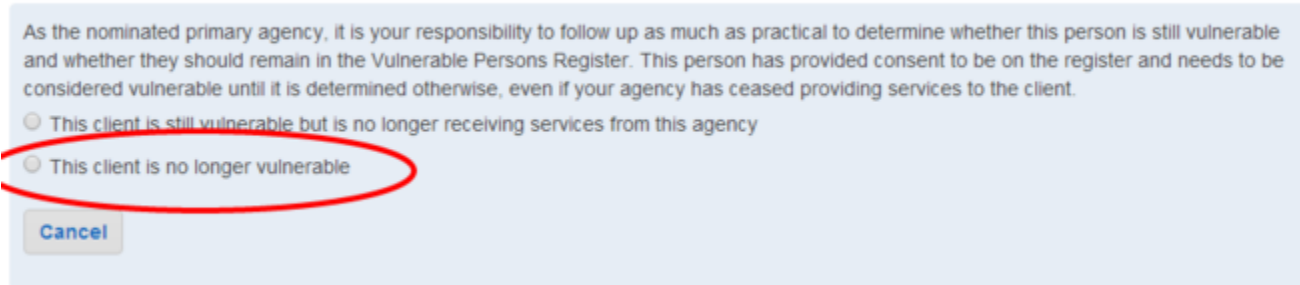 As the nominated primary agency, it is your responsibility to follow up as much as practical to determine whether this person is still vulnerable
and whether they should remain in the Vulnerable Persons Register. This person has provided consent to be on the register and needs to be
considered vulnerable until it is determined otherwise, even if your agency has ceased providing services to the client.
This client is still vulnerable but is no longer receiving services from this agency
This client is no longer vulnerable
Cancel